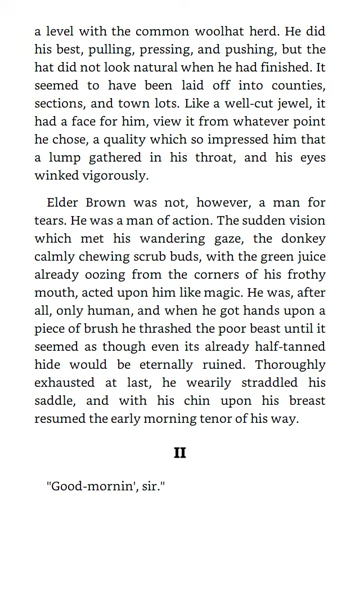 a level with the common woolhat herd. He did
his best, pulling, pressing, and pushing, but the
hat did not look natural when he had finished. It
seemed to have been laid off into counties,
sections, and town lots. Like a well-cut jewel, it
had a face for him, view it from whatever point
he chose, a quality which so impressed him that
a lump gathered in his throat, and his eyes
winked vigorously.
Elder Brown was not, however, a man for
tears. He was a man of action. The sudden vision
which met his wandering gaze, the donkey
calmly chewing scrub buds, with the green juice
already oozing from the corners of his frothy
mouth, acted upon him like magic. He was, after
all, only human, and when he got hands upon a
piece of brush he thrashed the poor beast until it
seemed as though even its already half-tanned
hide would be eternally ruined. Thoroughly
exhausted at last, he wearily straddled his
saddle, and with his chin upon his breast
resumed the early morning tenor of his way.
II
"Good-mornin', sir."